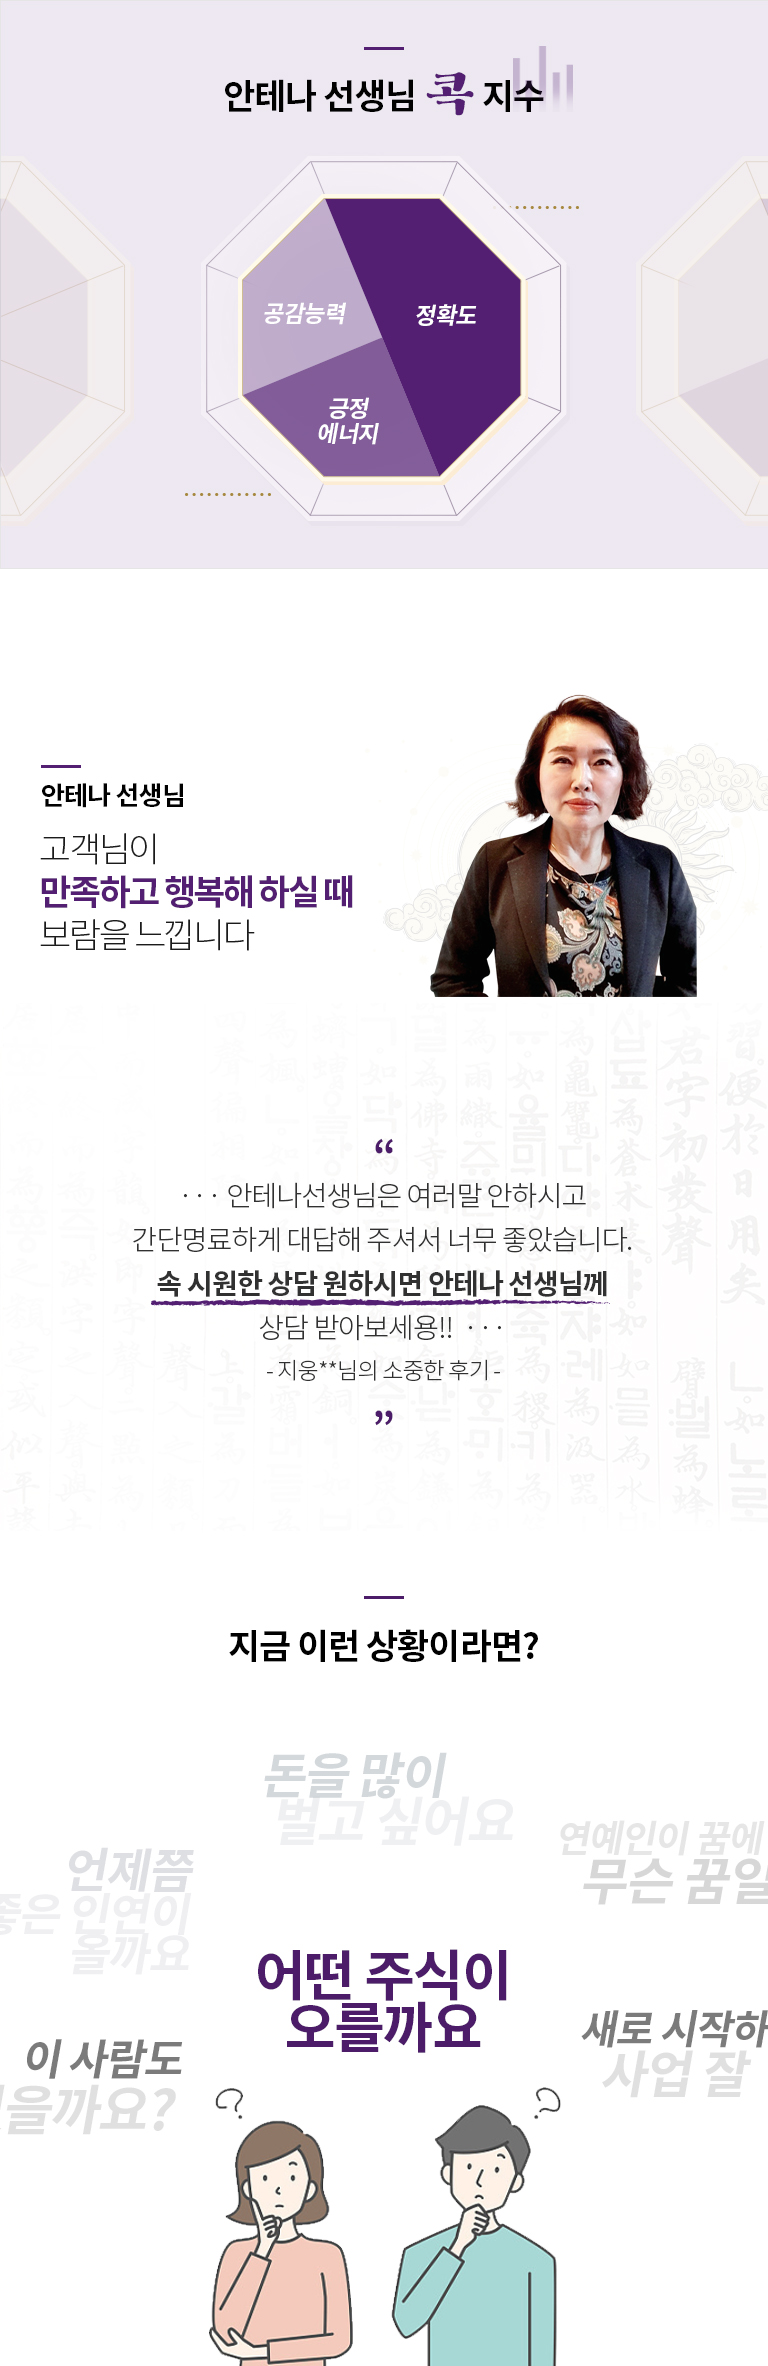 안테나 선생님 콕 지수
공감능력
정확도
긍정
에너지
안테나 선생님
고객님이
만족하고 행복해 하실 때
보람을 느낍니다
“
· · · 안테나선생님은 여러말 안하시고
간단명료하게 대답해 주셔서 너무 좋았습니다.
속 시원한 상담 원하시면 안테나 선생님께
상담 받아보세용!! · · ·
- 지웅**님의 소중한 후기 -
”
지금 이런 상황이라면?
돈을 많이
벌고 싶어요
연예인이 꿈에
무슨 꿈일
언제쯤
좋은 인연이
올까요
어떤 주식이
오를까요
새로 시작하
사업 잘
이 사람도
을까요?